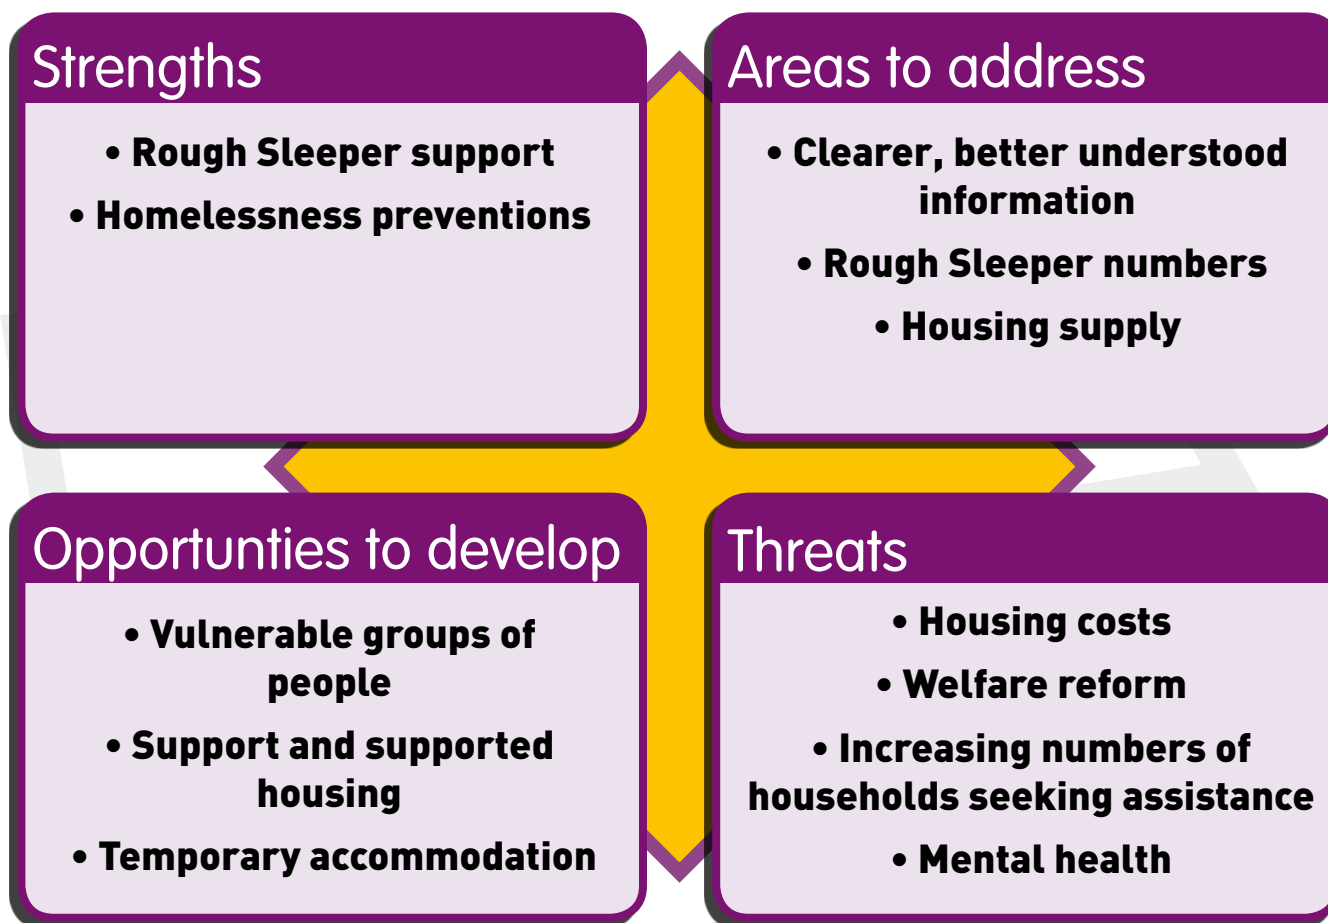 Strengths
• Rough Sleeper support
• Homelessness preventions
Areas to address
• Clearer, better understood
information
• Rough Sleeper numbers
• Housing supply
Opportunties to develop
• Vulnerable groups of
people
• Support and supported
housing
• Temporary accommodation
Threats
• Housing costs
• Welfare reform
• Increasing numbers of
households seeking assistance
• Mental health